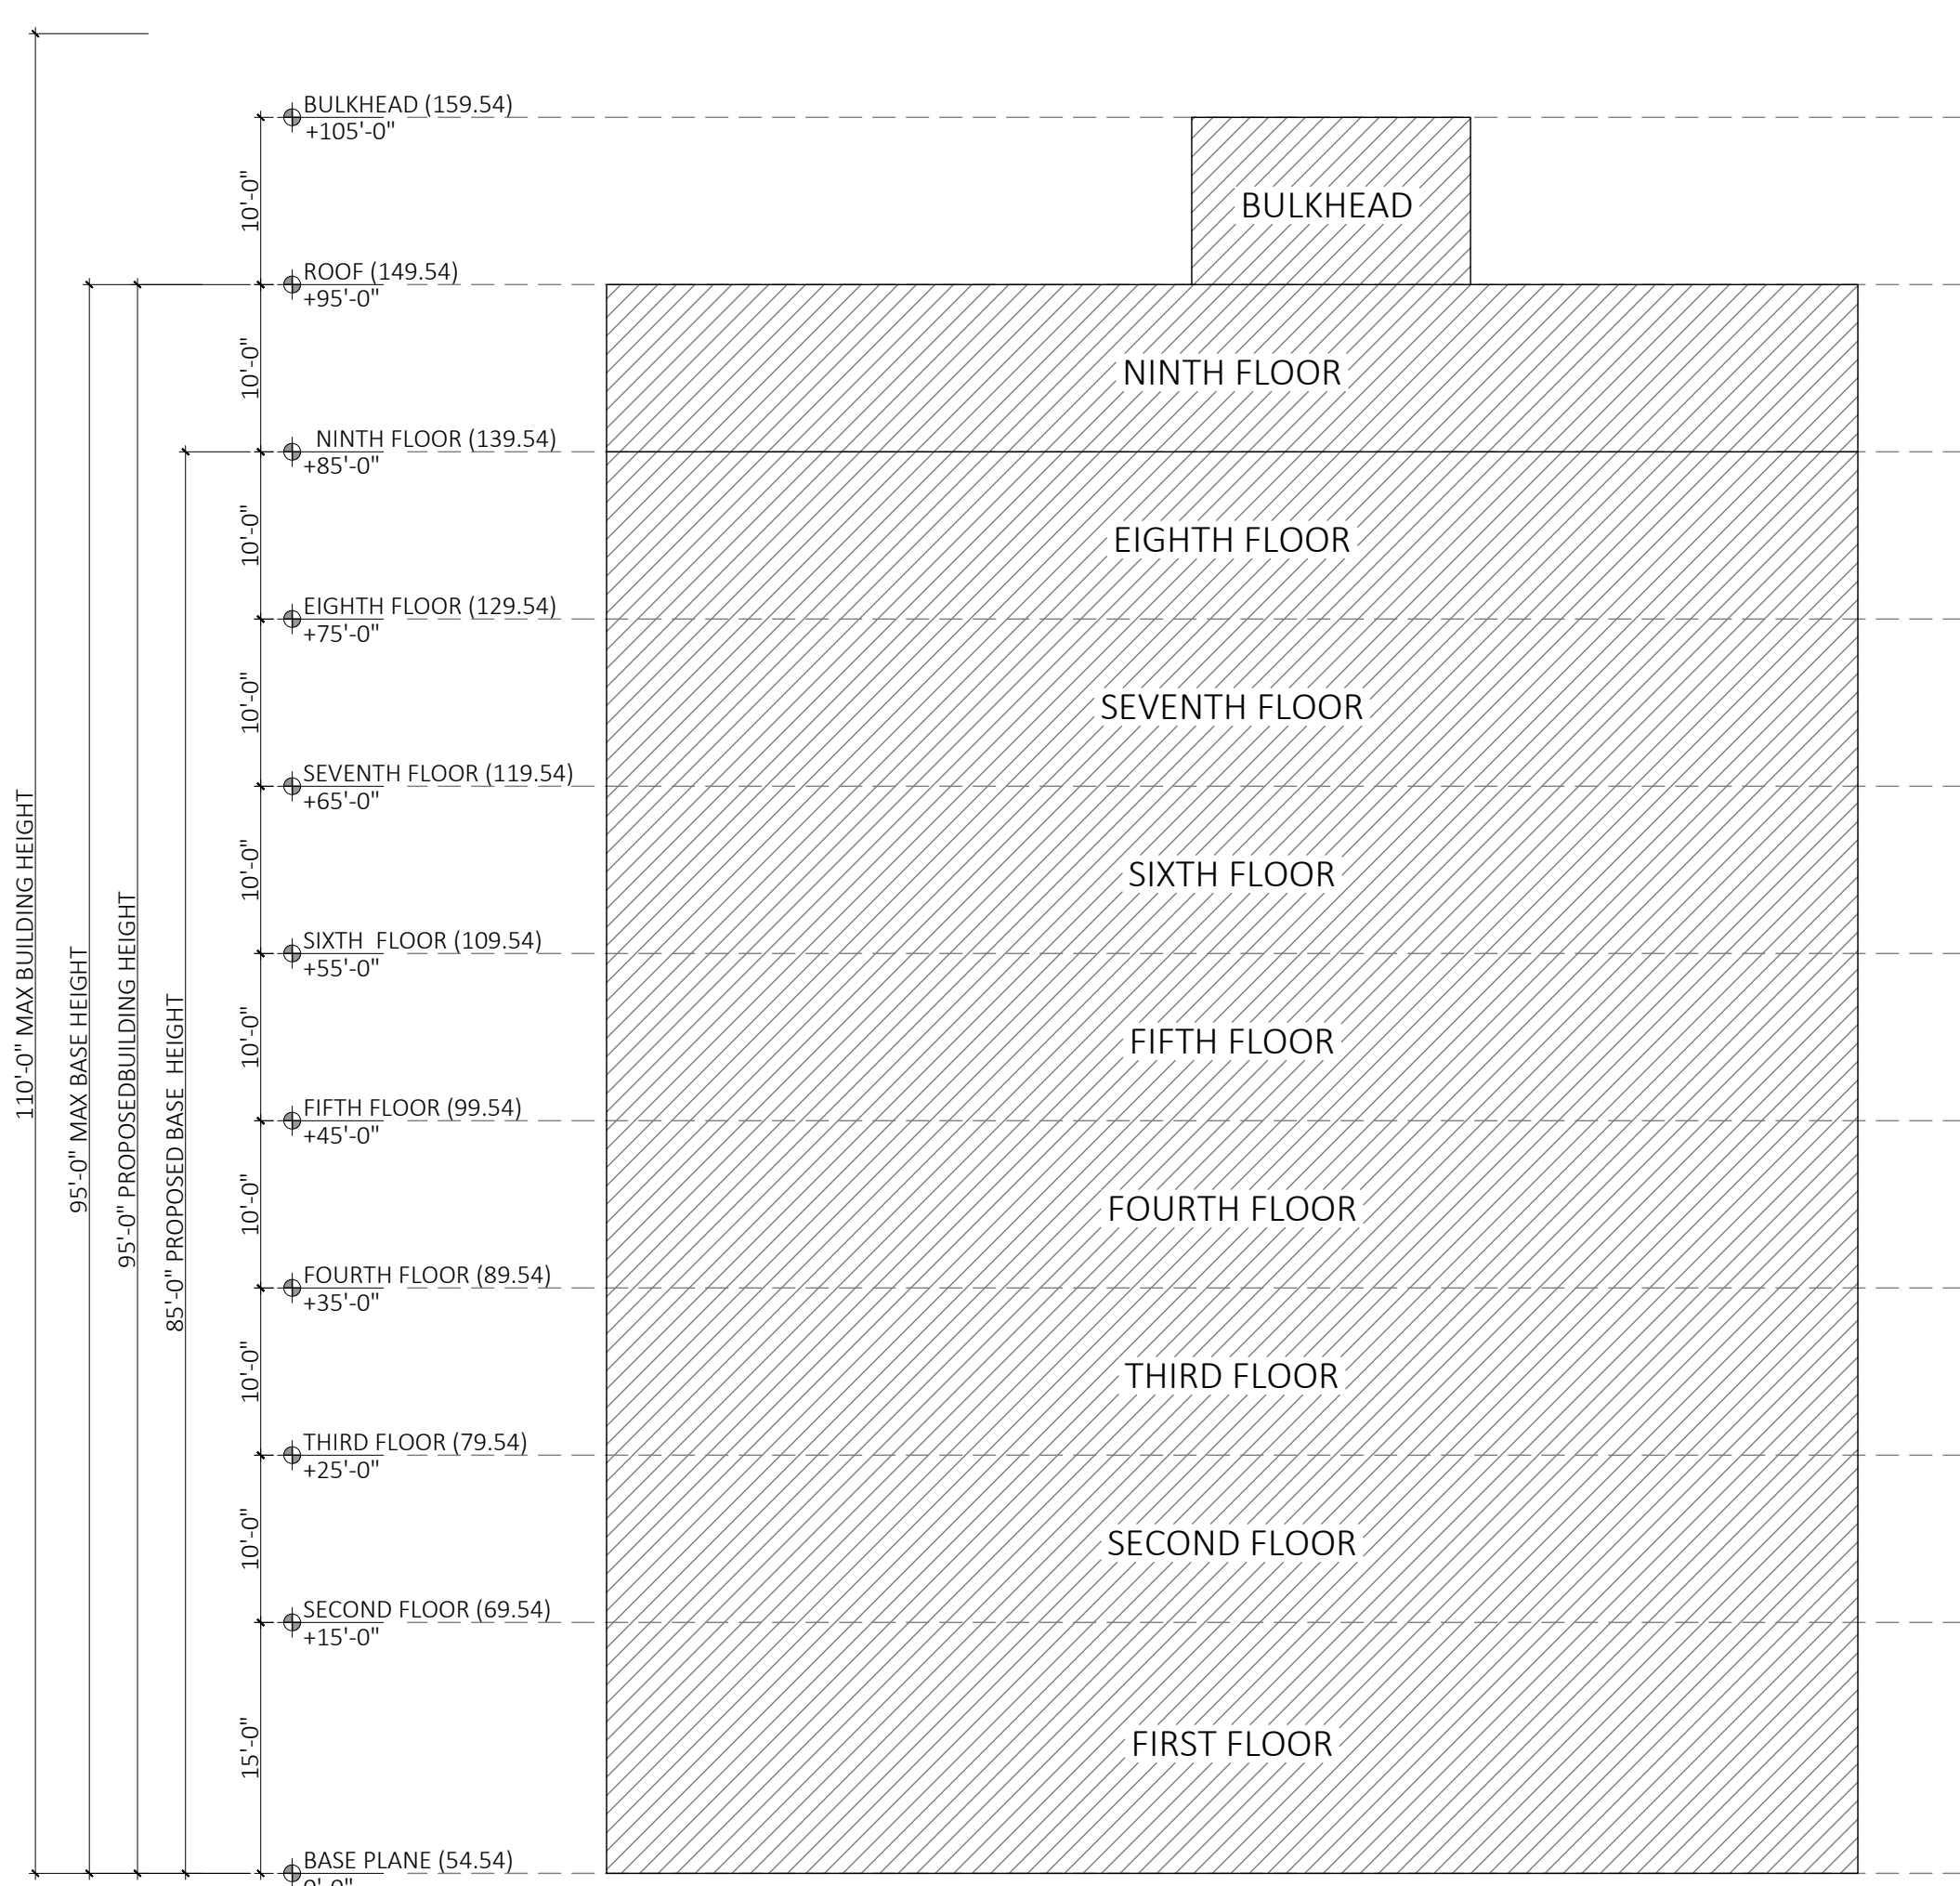 BULKHEAD (159.54)
+105'-0"
10'-0"
BULKHEAD
ROOF (149.54)
+95'-0"
10'-0"
NINTH FLOOR
NINTH FLOOR (139.54)
+85'-0"
10'-0"
EIGHTH FLOOR
EIGHTH FLOOR (129.54)
+75'-0"
10'-0"
SEVENTH FLOOR
SEVENTH FLOOR (119.54)
+65'-0"
10'-0"
SIXTH FLOOR
SIXTH  FLOOR (109.54)
+55'-0"
10'-0"
FIFTH FLOOR
FIFTH FLOOR (99.54)
+45'-0"
10'-0"
FOURTH FLOOR
FOURTH FLOOR (89.54)
+35'-0"
10'-0"
THIRD FLOOR
THIRD FLOOR (79.54)
+25'-0"
10'-0"
SECOND FLOOR
SECOND FLOOR (69.54)
+15'-0"
15'-0"
FIRST FLOOR
BASE PLANE (54.54)
0'-0"
110'-0" MAX BUILDING HEIGHT
95'-0" MAX BASE HEIGHT
95'-0" PROPOSEDBUILDING HEIGHT
85'-0" PROPOSED BASE  HEIGHT